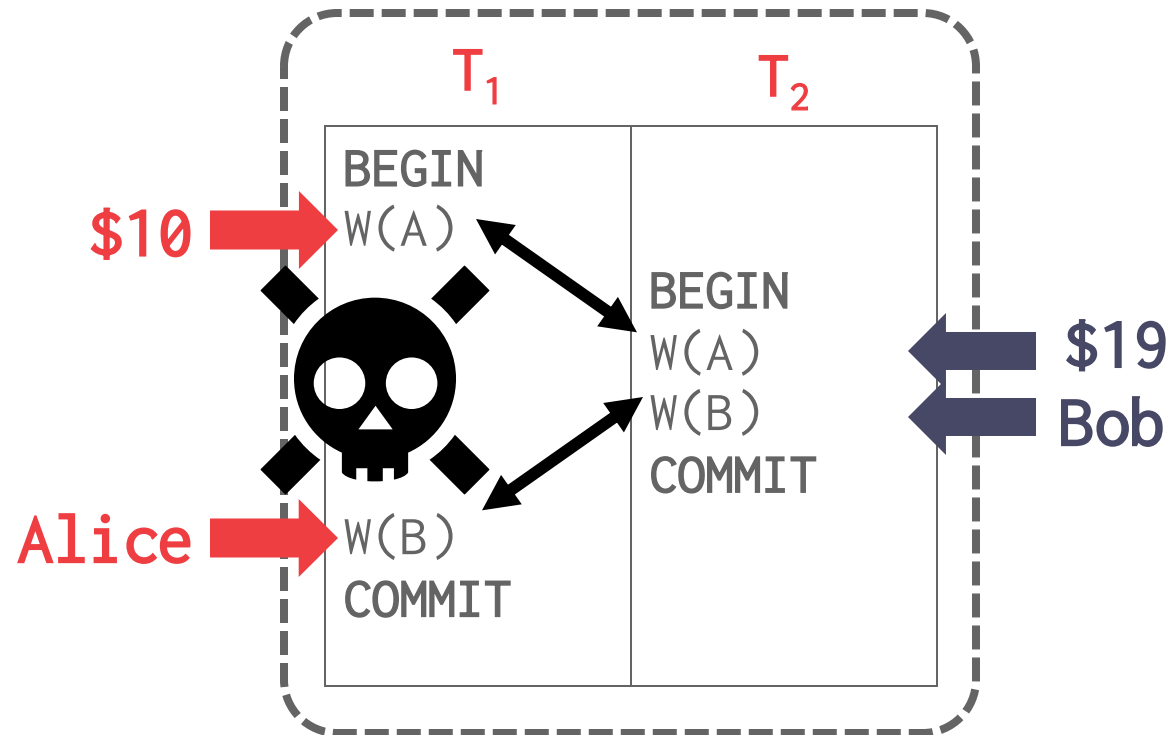 T1 T2
BEGIN
$10 W(A)
BEGIN
W(A) $19
W(B) Bob
COMMIT
Alice W(B)
COMMIT